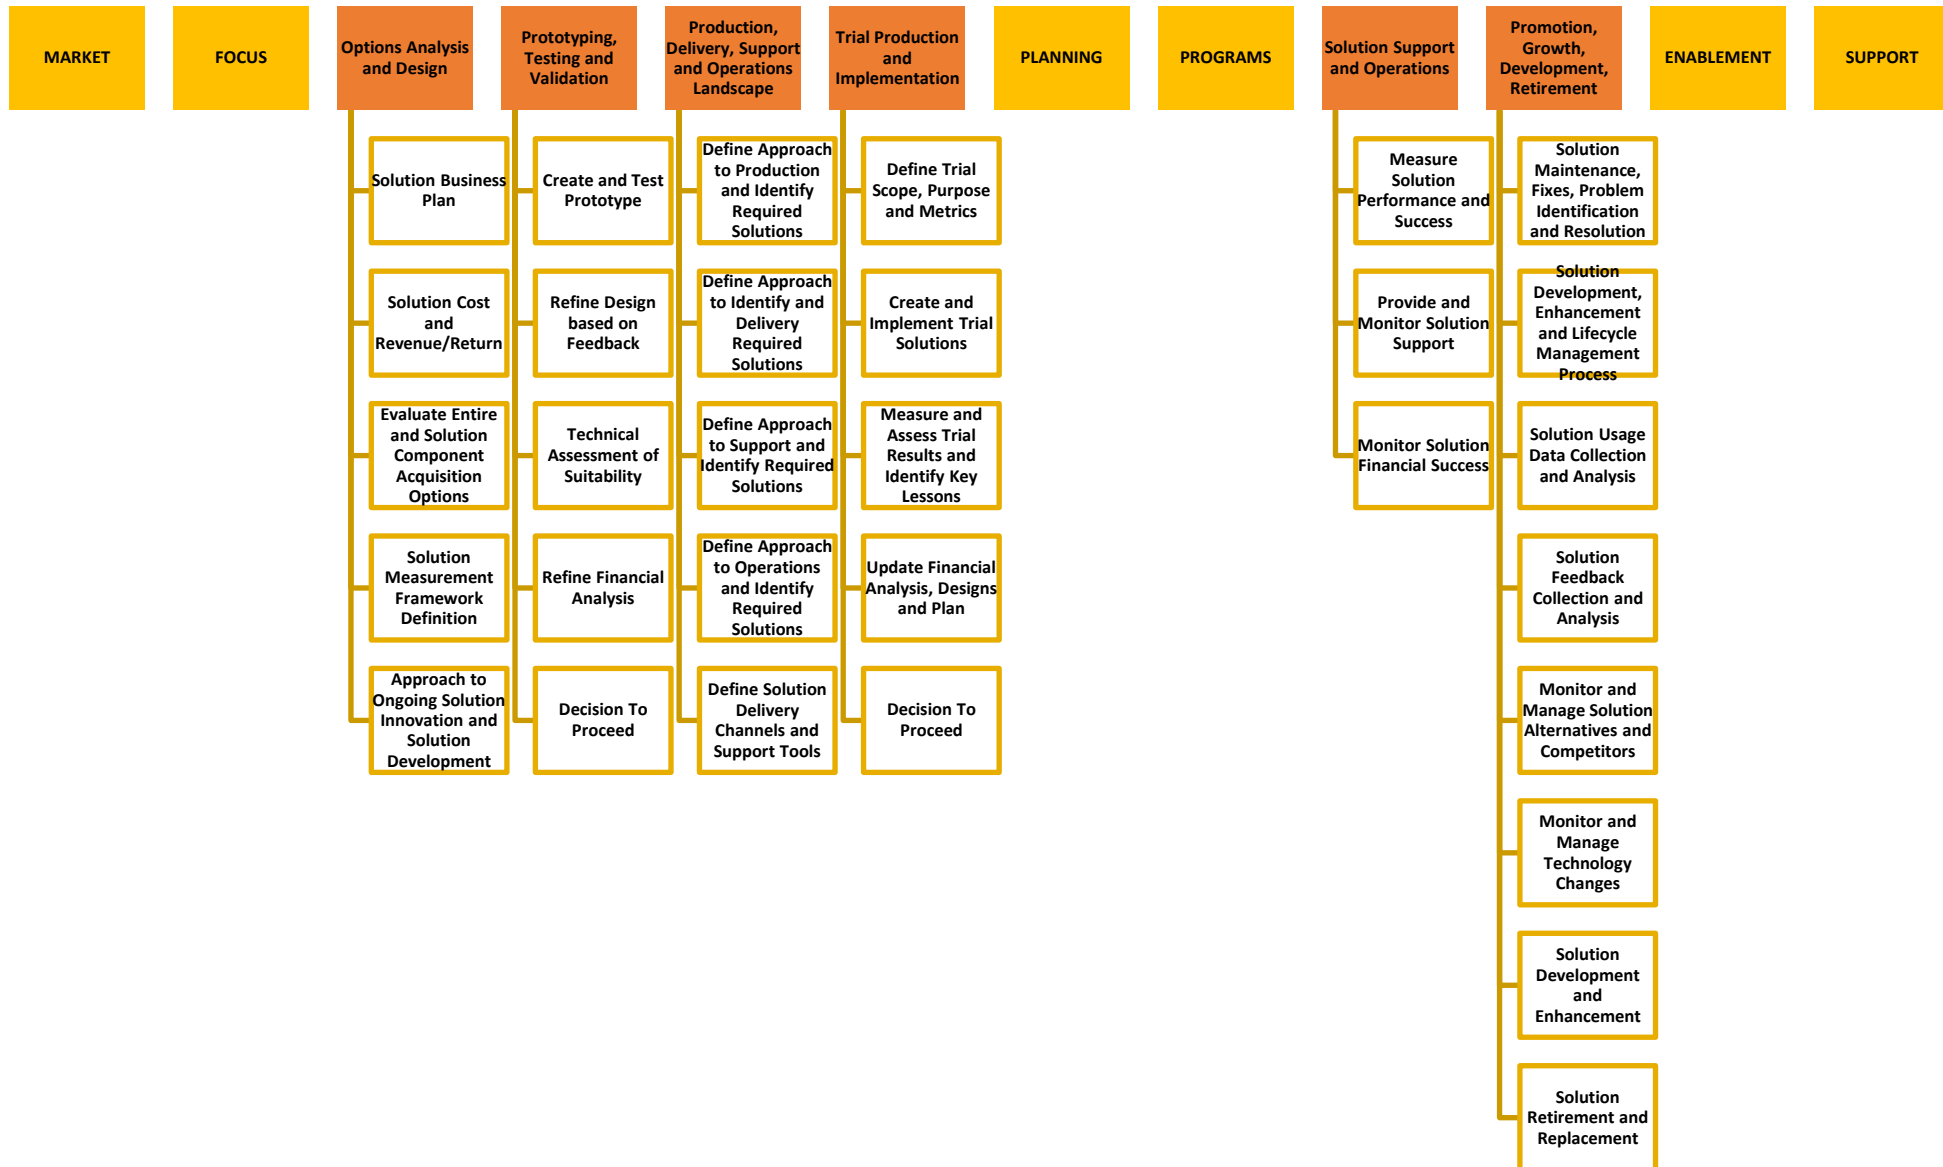 MARKET
FOCUS
Options Analysis
and Design
Prototyping,
Testing and
Validation
Production,
Delivery, Support
and Operations
Landscape
Trial Production
and
Implementation
PLANNING
PROGRAMS
Solution Support
and Operations
Promotion,
Growth,
Development,
Retirement
ENABLEMENT
SUPPORT
Solution Business
Plan
Solution Cost
and
Revenue/Return
Evaluate Entire
and Solution
Component
Acquisition
Options
Solution
Measurement
Framework
Definition
Approach to
Ongoing Solution
Innovation and
Solution
Development
Create and Test
Prototype
Refine Design
based on
Feedback
Technical
Assessment of
Suitability
Refine Financial
Analysis
Decision To
Proceed
Define Approach
to Production
and Identify
Required
Solutions
Define Approach
to Identify and
Delivery
Required
Solutions
Define Approach
to Support and
Identify Required
Solutions
Define Approach
to Operations
and Identify
Required
Solutions
Define Solution
Delivery
Channels and
Support Tools
Define Trial
Scope, Purpose
and Metrics
Create and
Implement Trial
Solutions
Measure and
Assess Trial
Results and
Identify Key
Lessons
Update Financial
Analysis, Designs
and Plan
Decision To
Proceed
Measure
Solution
Performance and
Success
Provide and
Monitor Solution
Support
Monitor Solution
Financial Success
Solution
Maintenance,
Fixes, Problem
Identification
and Resolution
Solution
Development,
Enhancement
and Lifecycle
Management
Process
Solution Usage
Data Collection
and Analysis
Solution
Feedback
Collection and
Analysis
Monitor and
Manage Solution
Alternatives and
Competitors
Monitor and
Manage
Technology
Changes
Solution
Development
and
Enhancement
Solution
Retirement and
Replacement